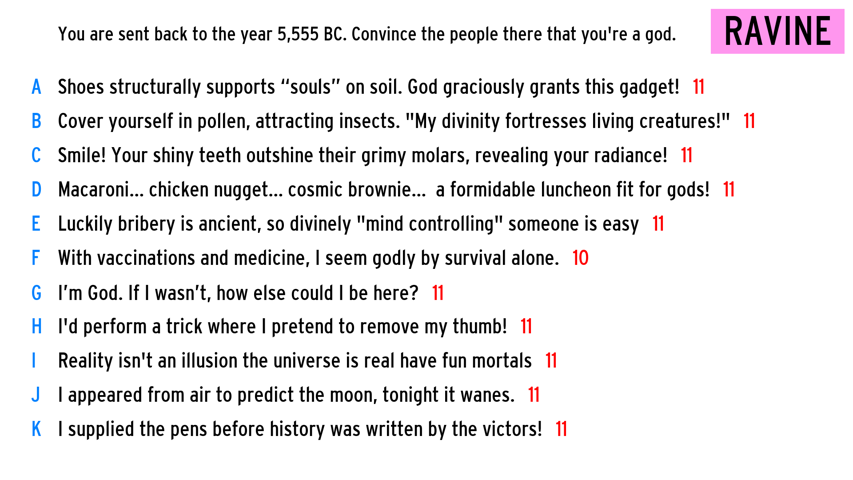 You are sent back to the year 5,555 BC. Convince the people there that you're a god.
RAVINE
A Shoes structurally supports “souls” on soil. God graciously grants this gadget! 11
B Cover yourself in pollen, attracting insects. "My divinity fortresses living creatures!" 11
C Smile! Your shiny teeth outshine their grimy molars, revealing your radiance! 11
D Macaroni... chicken nugget... cosmic brownie... a formidable luncheon fit for gods! 11
E Luckily bribery is ancient, so divinely "mind controlling" someone is easy 11
F With vaccinations and medicine, I seem godly by survival alone. 10
G I’m God. If I wasn’t, how else could I be here? 11
H I'd perform a trick where I pretend to remove my thumb! 11
I Reality isn't an illusion the universe is real have fun mortals 11
J I appeared from air to predict the moon, tonight it wanes. 11
K I supplied the pens before history was written by the victors! 11